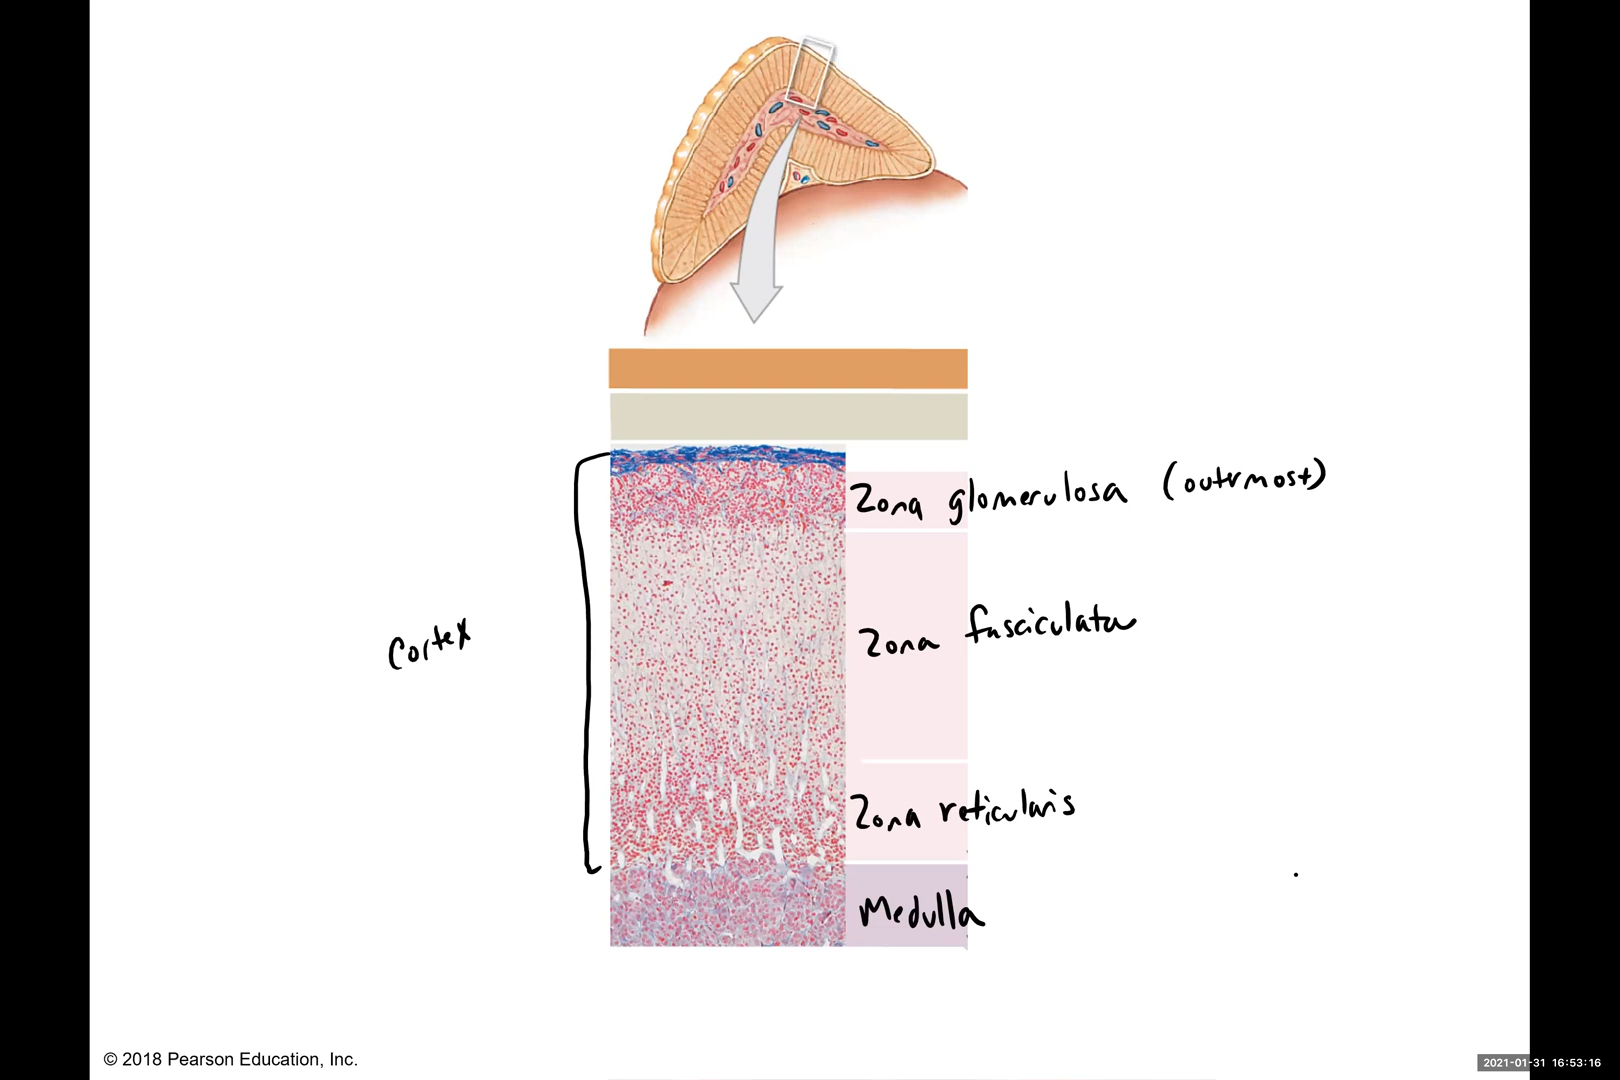 Zona glomerulosa (outermost)
Zona fasciculata
Cortex
Zona reticularis
Medulla
© 2018 Pearson Education, Inc.
2021-01-31 16:53:16